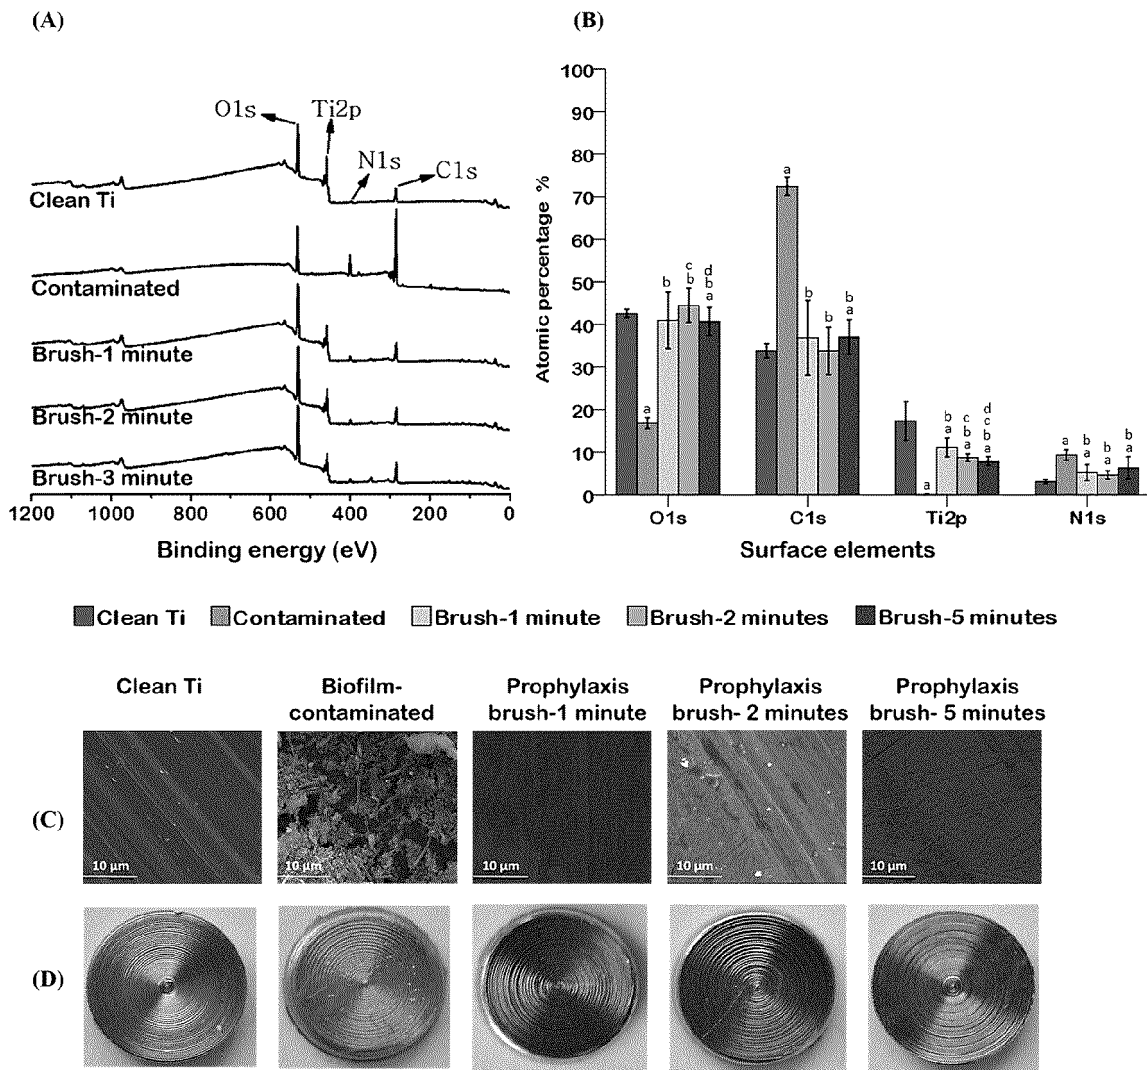 (A)
O1s
Ti2p
N1s
C1s
Clean Ti
Contaminated
Brush-1 minute
Brush-2 minute
Brush-3 minute
1200 1000 800 600 400 200 0
Binding energy (eV)
(B)
Atomic percentage %
100
90
80
70
60
50
40
30
20
10
0
a
b
c
b
d
b
a
a
b
b
b
a
a
b
a
c
b
a
d
c
b
a
a
b
a
b
a
b
a
O1s C1s Ti2p N1s
Surface elements
Clean Ti Contaminated Brush-1 minute Brush-2 minutes Brush-5 minutes
Clean Ti
Biofilm-
contaminated
Prophylaxis
brush-1 minute
Prophylaxis
brush- 2 minutes
Prophylaxis
brush- 5 minutes
(C)
10 µm 10 µm 10 µm 10 µm 10 µm
(D)